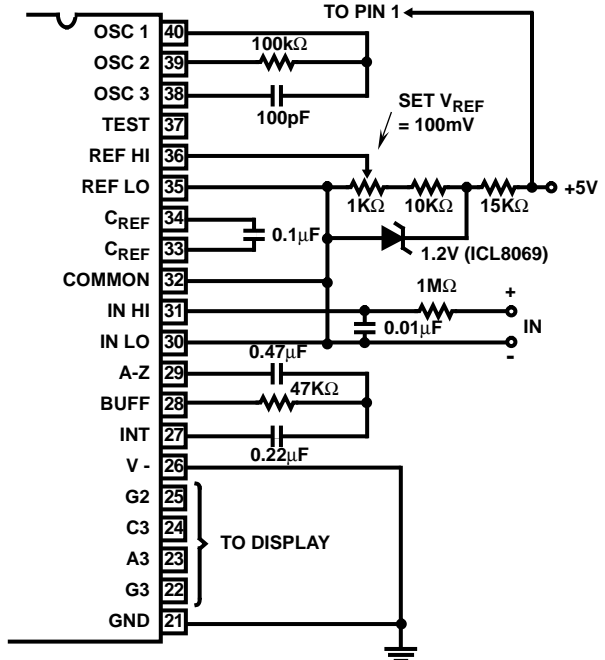 TO PIN 1
OSC 1 40
100kΩ
OSC 2 39
OSC 3 38
100pF
TEST 37
SET VREF
= 100mV
REF HI 36
REF LO 35
+5V
1KΩ 10KΩ 15KΩ
CREF 34
0.1μF
CREF 33
1.2V (ICL8069)
COMMON 32
1MΩ
IN HI 31
+
0.01μF
IN
IN LO 30
-
0.47μF
A-Z 29
47KΩ
BUFF 28
INT 27
0.22μF
V - 26
G2 25
C3 24
TO DISPLAY
A3 23
G3 22
GND 21